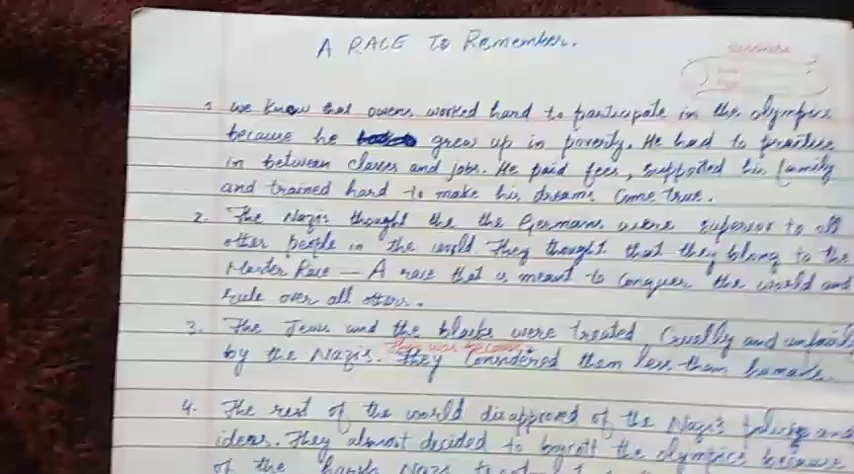 A RACE To Remember.
1 we know that owens worked hard to participate in the olympics
because he grew up in poverty. He had to practise
in between classes and jobs. He paid fees, supported his family
and trained hard to make his dreams come true.
2. The Nazis thought the the Germans were superior to all
other people in the world. They thought that they blong to the
Master Race — A race that is meant to conquer the world and
rule over all others.
3. The Jews and the blacks were treated cruelly and unfairly
by the Nazis. They considered them less than humans.
4. The rest of the world disapproved of the Nazis and
ideas. They almost decided to boycott the olympics because
of the harsh Nazi